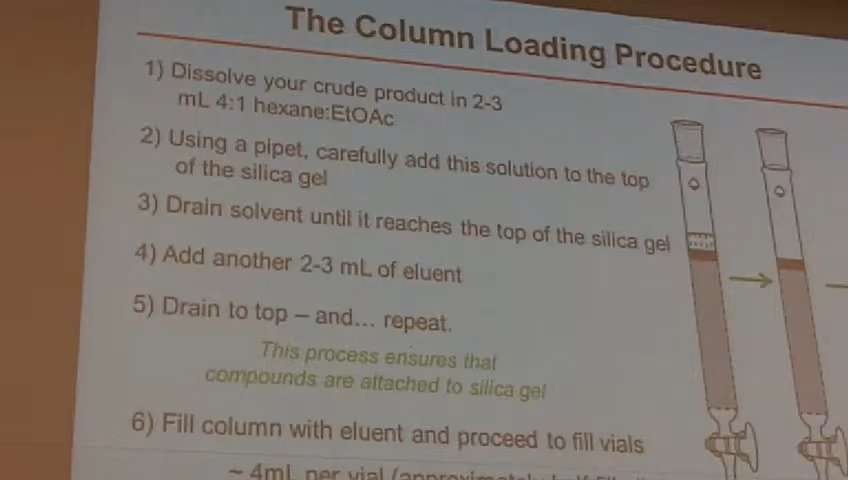 The Column Loading Procedure
1) Dissolve your crude product in 2-3
mL 4:1 hexane:EtOAc
2) Using a pipet, carefully add this solution to the top
of the silica gel
3) Drain solvent until it reaches the top of the silica gel
4) Add another 2-3 mL of eluent
5) Drain to top – and... repeat.
This process ensures that
compounds are attached to silica gel
6) Fill column with eluent and proceed to fill vials
~ 4mL per vial (approximately half